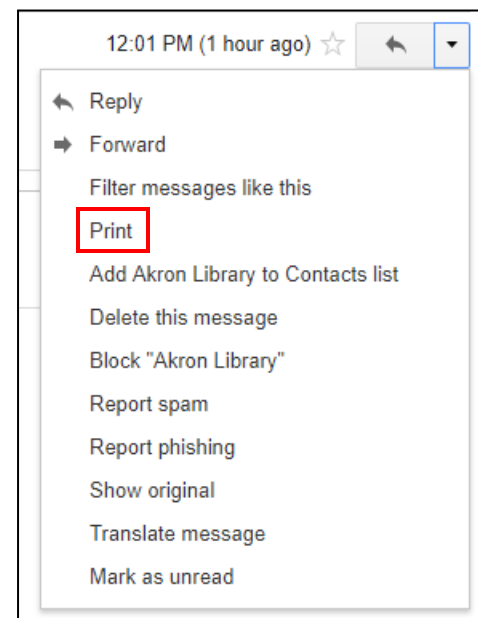 12:01 PM (1 hour ago)
Reply
Forward
Filter messages like this
Print
Add Akron Library to Contacts list
Delete this message
Block "Akron Library"
Report spam
Report phishing
Show original
Translate message
Mark as unread